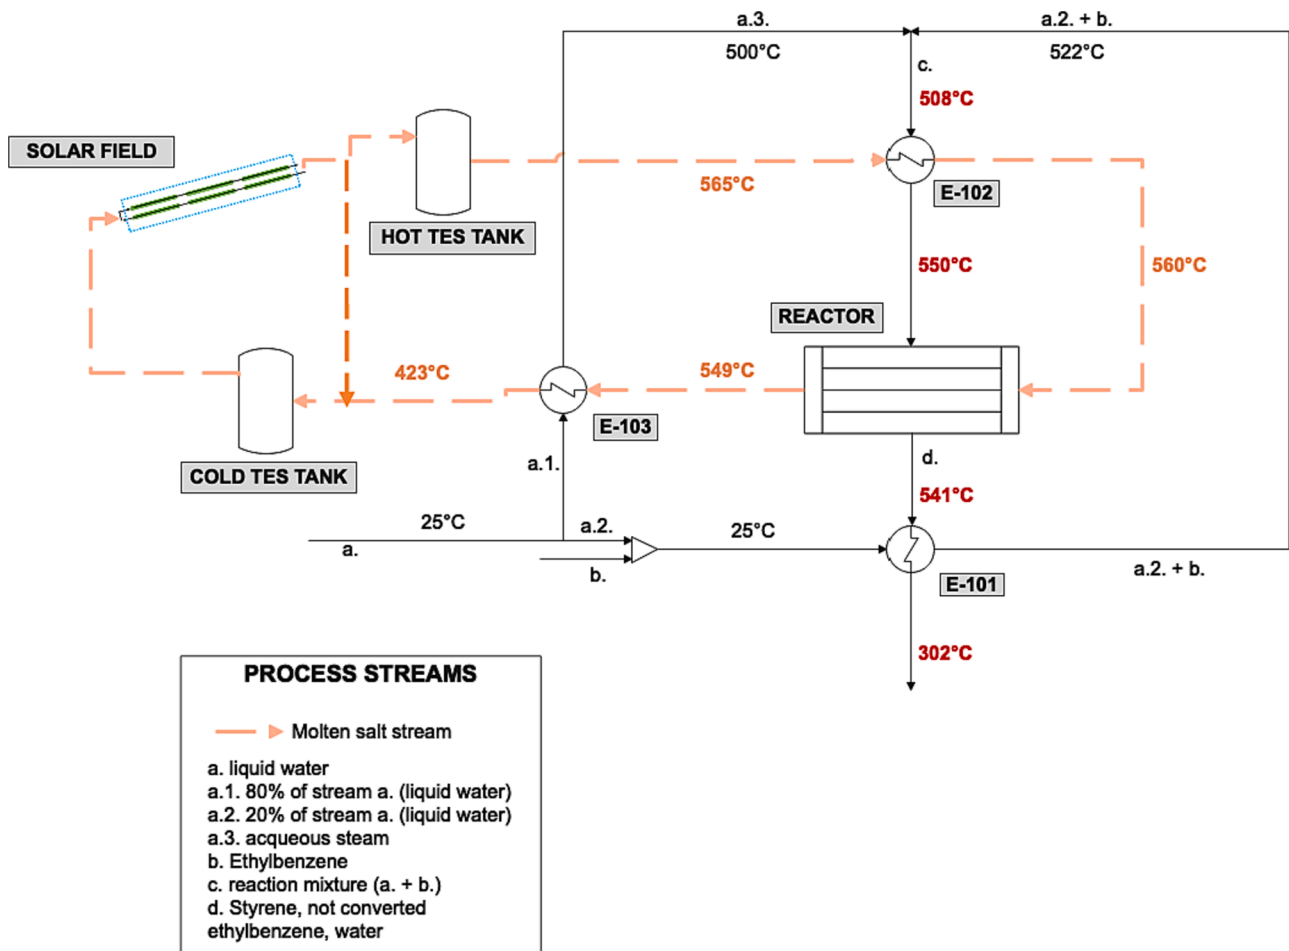 a.3.
a.2. + b.
500°C
522°C
c.
508°C
SOLAR FIELD
565°C
E-102
HOT TES TANK
550°C
560°C
REACTOR
423°C
549°C
E-103
COLD TES TANK
a.1.
d.
541°C
25°C
a.2.
25°C
a.
b.
a.2. + b.
E-101
302°C
PROCESS STREAMS
Molten salt stream
a. liquid water
a.1. 80% of stream a. (liquid water)
a.2. 20% of stream a. (liquid water)
a.3. acqueous steam
b. Ethylbenzene
c. reaction mixture (a. + b.)
d. Styrene, not converted
ethylbenzene, water